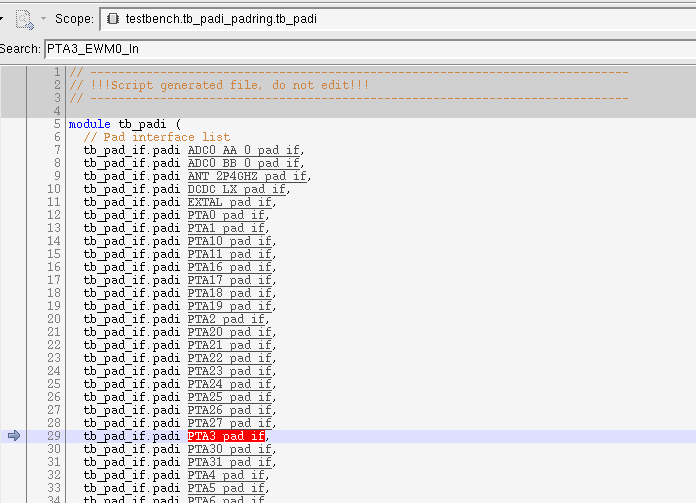 Scope: testbench.tb_padi_padring.tb_padi
Search: PTA3_EWM0_In
1 // --------------------------------------------------------------------------
2 // !!!Script generated file, do not edit!!!
3 // --------------------------------------------------------------------------
4
5 module tb_padi (
6 // Pad interface list
7 tb_pad_if.padi ADC0_AA_0_pad_if,
8 tb_pad_if.padi ADC0_BB_0_pad_if,
9 tb_pad_if.padi ANT_2P4GHZ_pad_if,
10 tb_pad_if.padi DCDC_LX_pad_if,
11 tb_pad_if.padi EXTAL_pad_if,
12 tb_pad_if.padi PTA0_pad_if,
13 tb_pad_if.padi PTA1_pad_if,
14 tb_pad_if.padi PTA10_pad_if,
15 tb_pad_if.padi PTA11_pad_if,
16 tb_pad_if.padi PTA16_pad_if,
17 tb_pad_if.padi PTA17_pad_if,
18 tb_pad_if.padi PTA18_pad_if,
19 tb_pad_if.padi PTA19_pad_if,
20 tb_pad_if.padi PTA2_pad_if,
21 tb_pad_if.padi PTA20_pad_if,
22 tb_pad_if.padi PTA21_pad_if,
23 tb_pad_if.padi PTA22_pad_if,
24 tb_pad_if.padi PTA23_pad_if,
25 tb_pad_if.padi PTA24_pad_if,
26 tb_pad_if.padi PTA25_pad_if,
27 tb_pad_if.padi PTA26_pad_if,
28 tb_pad_if.padi PTA27_pad_if,
29 tb_pad_if.padi PTA3_pad_if,
30 tb_pad_if.padi PTA30_pad_if,
31 tb_pad_if.padi PTA31_pad_if,
32 tb_pad_if.padi PTA4_pad_if,
33 tb_pad_if.padi PTA5_pad_if,
34 tb_pad_if.padi PTA6_pad_if,